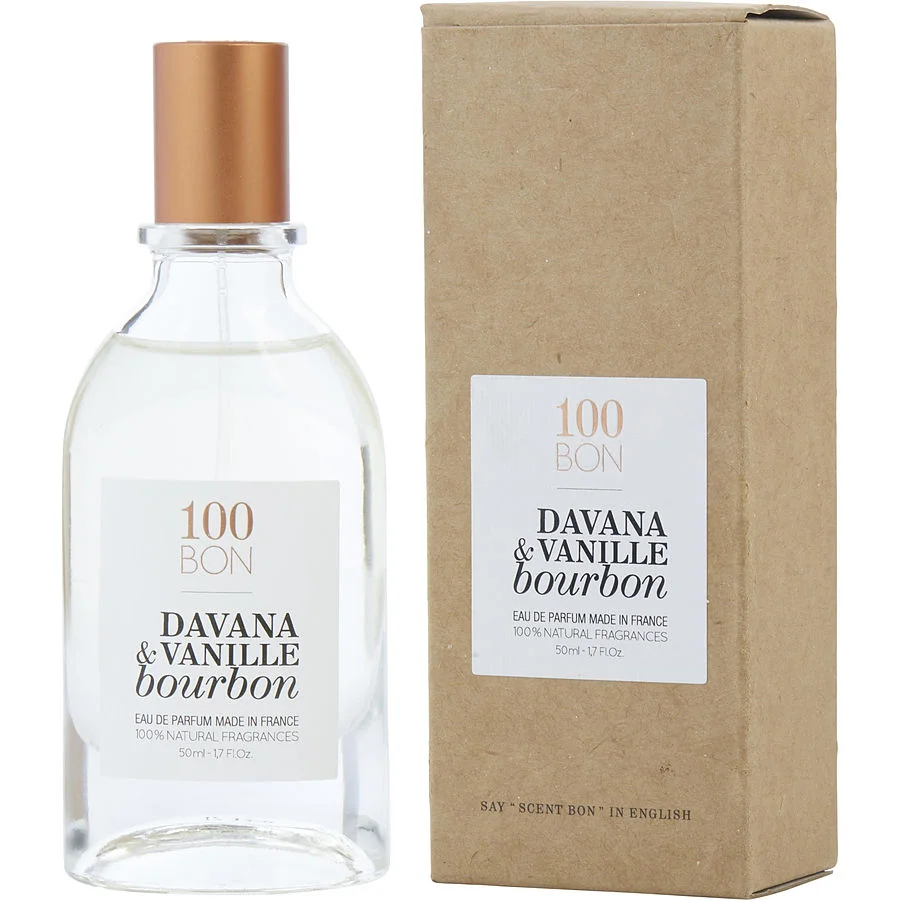 100
BON
DAVANA
& VANILLE
bourbon
EAU DE PARFUM MADE IN FRANCE
100% NATURAL FRAGRANCES
50ml - 1,7 Fl.Oz.
100
BON
DAVANA
& VANILLE
bourbon
EAU DE PARFUM MADE IN FRANCE
100% NATURAL FRAGRANCES
50ml - 1,7 Fl.Oz.
SAY "SCENT BON" IN ENGLISH